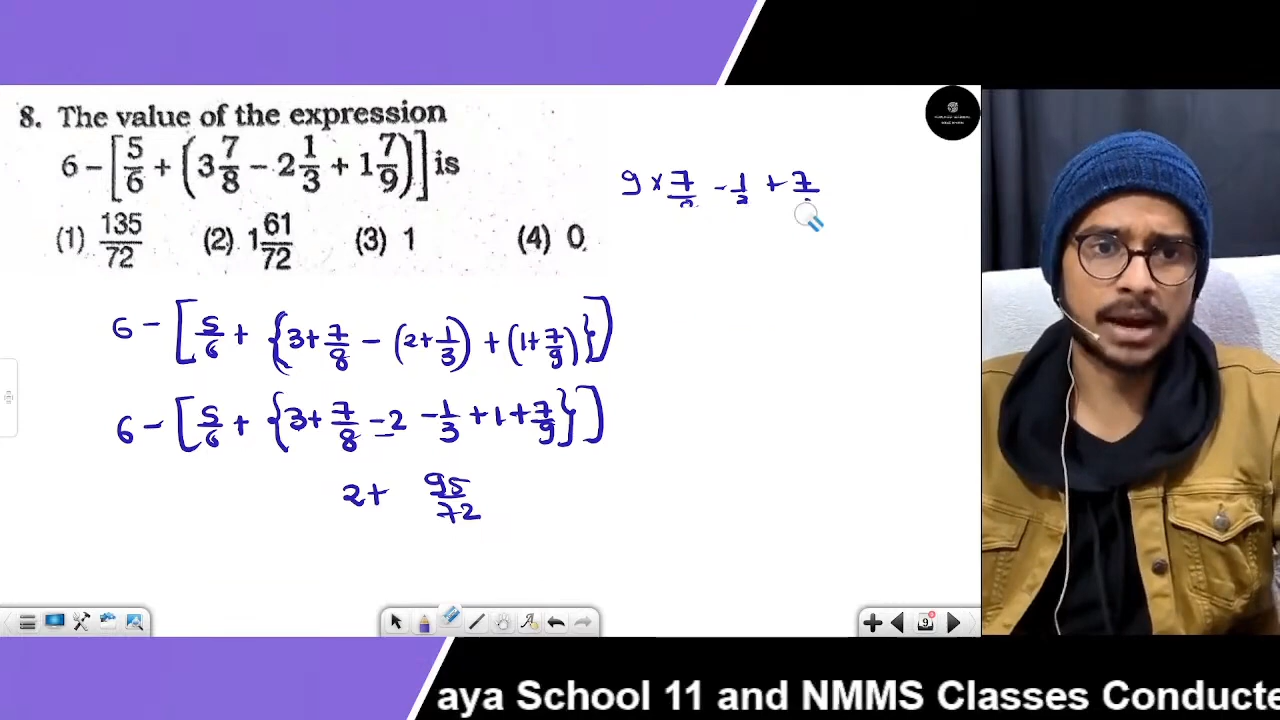 8. The value of the expression
6 − [5/6 + (3 7/8 − 2 1/3 + 1 7/9)] is
(1) 135/72 (2) 1 61/72 (3) 1 (4) 0
9 × 7/8 − 1/3 + 7/
6 − [5/6 + {3 + 7/8 − (2 + 1/3) + (1 + 7/9)}]
6 − [5/6 + {3 + 7/8 − 2 − 1/3 + 1 + 7/9}]
2 + 95/72
9
aya School 11 and NMMS Classes Conducte